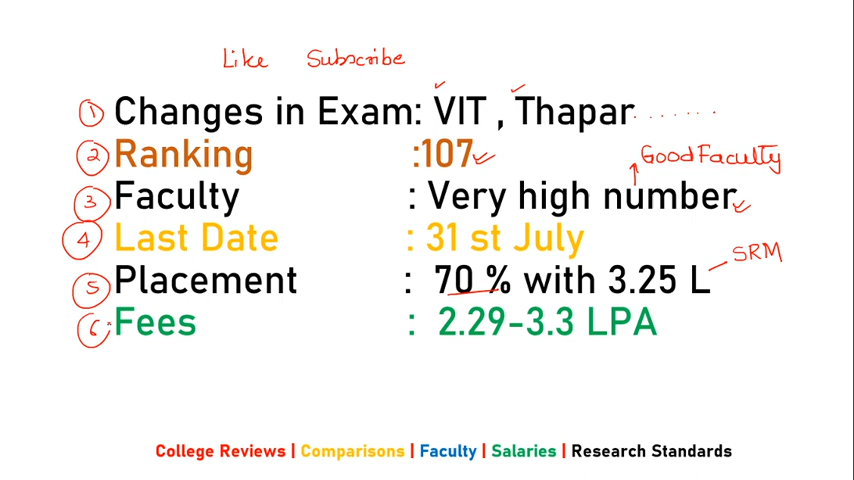 Like Subscribe
① Changes in Exam: VIT , Thapar.......
② Ranking :107
Good Faculty
③ Faculty : Very high number
④ Last Date : 31 st July
SRM
⑤ Placement : 70 % with 3.25 L
⑥ Fees : 2.29-3.3 LPA
College Reviews | Comparisons | Faculty | Salaries | Research Standards